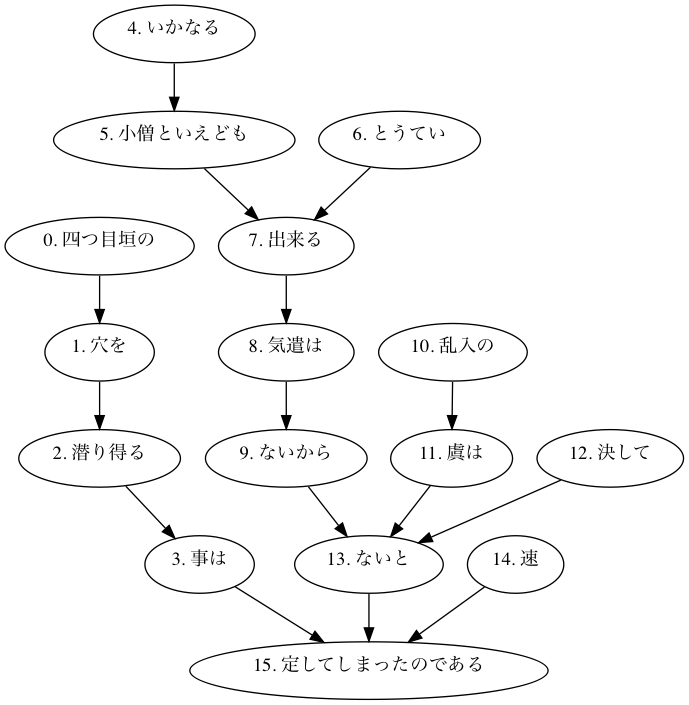 4. いかなる
5. 小僧といえども
6. とうてい
0. 四つ目垣の
7. 出来る
1. 穴を
8. 気遣は
10. 乱入の
2. 潜り得る
9. ないから
11. 虞は
12. 決して
3. 事は
13. ないと
14. 速
15. 定してしまったのである